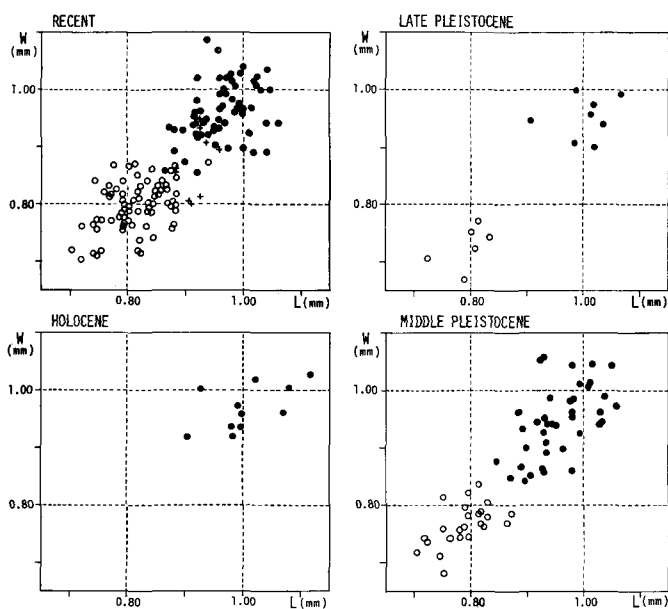 RECENT
W
(mm)
1.00
0.80
0.80
1.00
L(mm)
LATE PLEISTOCENE
W
(mm)
1.00
0.80
0.80
1.00
L(mm)
HOLOCENE
W
(mm)
1.00
0.80
0.80
1.00
L(mm)
MIDDLE PLEISTOCENE
W
(mm)
1.00
0.80
0.80
1.00
L(mm)